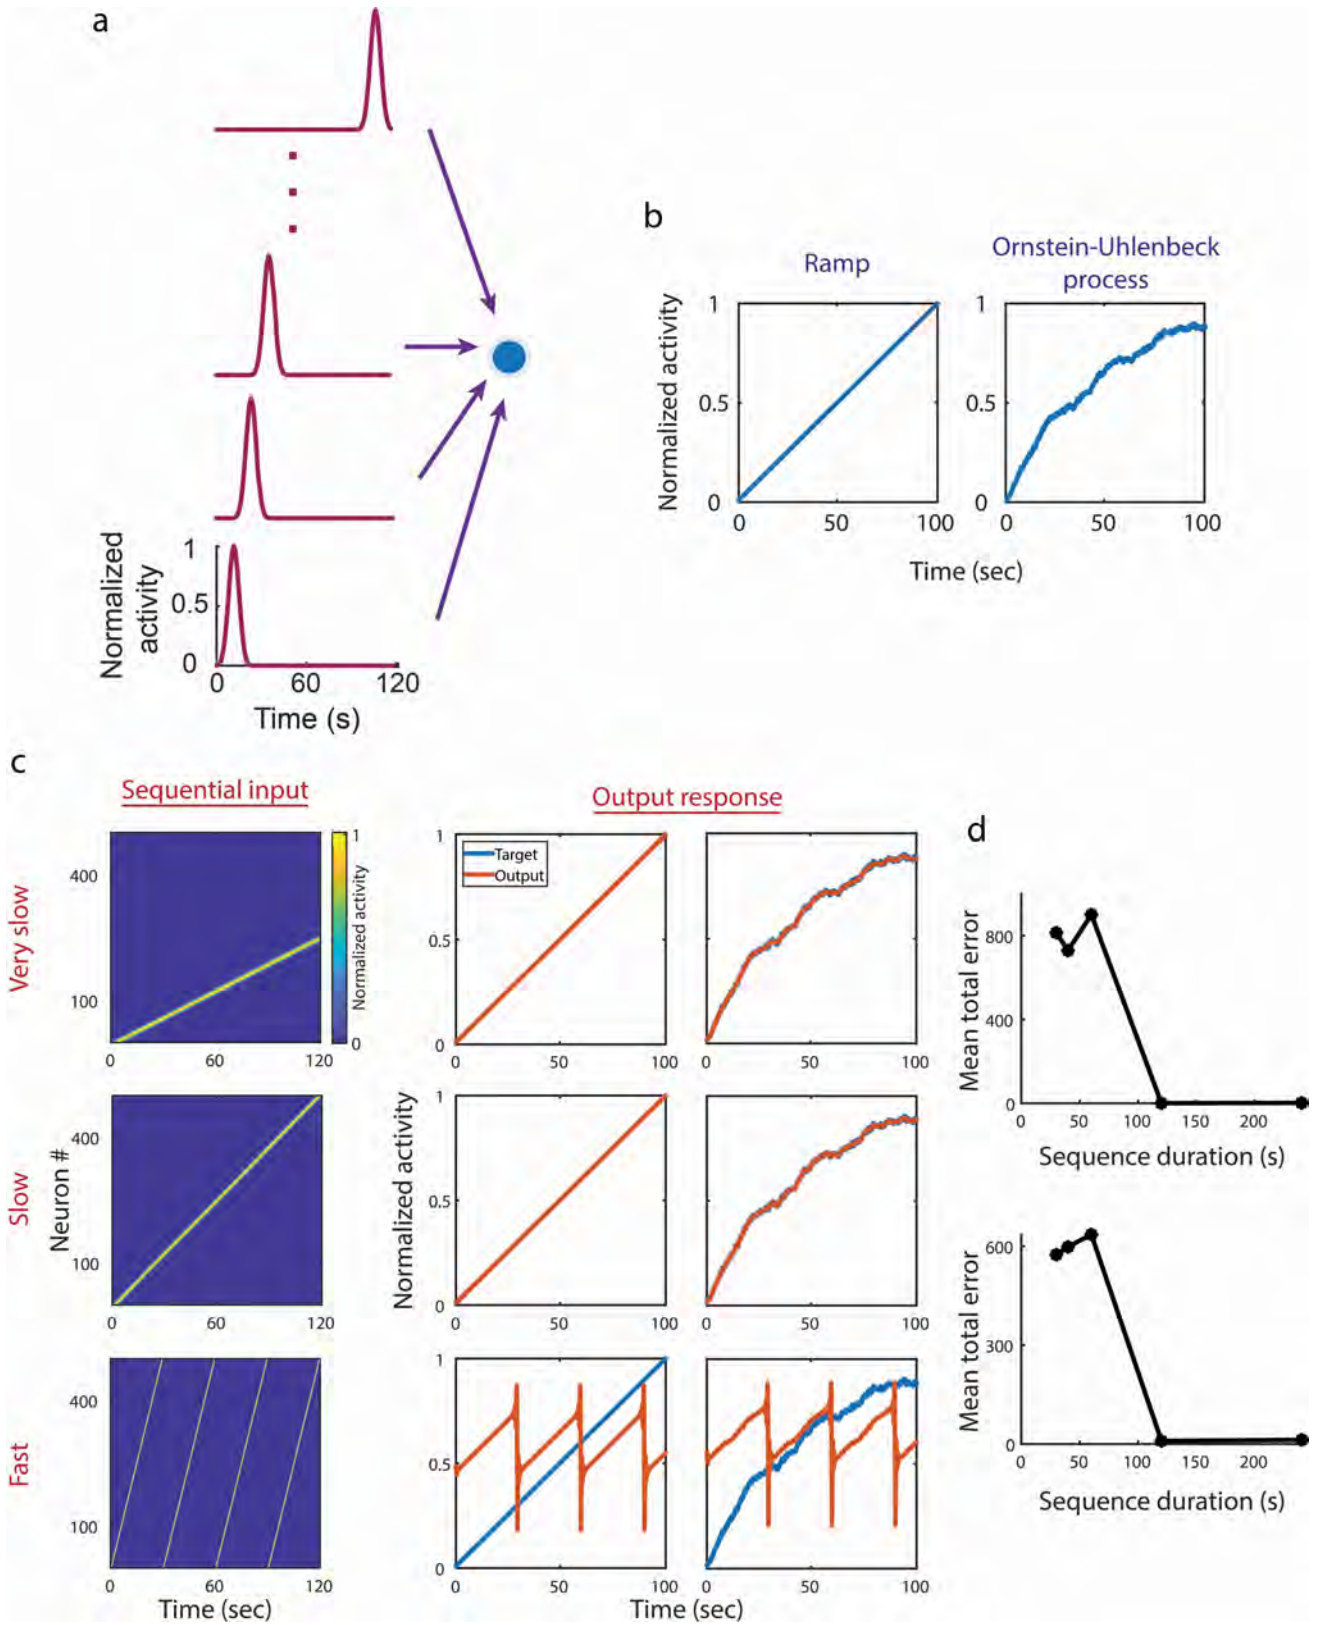 a
Normalized
activity
1
0.5
0
0
60
120
Time (s)
b
Ramp
Ornstein-Uhlenbeck
process
Normalized activity
1
0.5
0
0
50
100
1
0.5
0
0
50
100
Time (sec)
c
Sequential input
Output response
Very slow
400
100
0
60
120
1
0
Normalized activity
Target
Output
1
0.5
0
0
50
100
0
50
100
Slow
Neuron #
400
100
0
60
120
Normalized activity
1
0.5
0
0
50
100
0
50
100
Fast
400
100
0
60
120
Time (sec)
1
0.5
0
0
50
100
0
50
100
Time (sec)
d
Mean total error
800
400
0
0
50
100
150
200
Sequence duration (s)
Mean total error
600
300
0
0
50
100
150
200
Sequence duration (s)